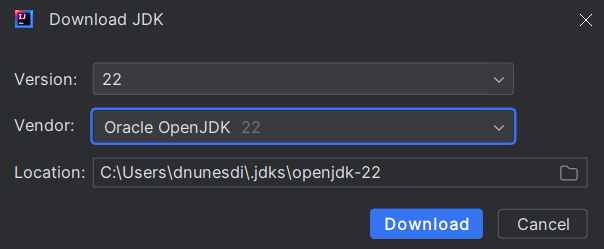 Download JDK
Version: 22
Vendor: Oracle OpenJDK 22
Location: C:\Users\dnunesdi\.jdks\openjdk-22
Download Cancel